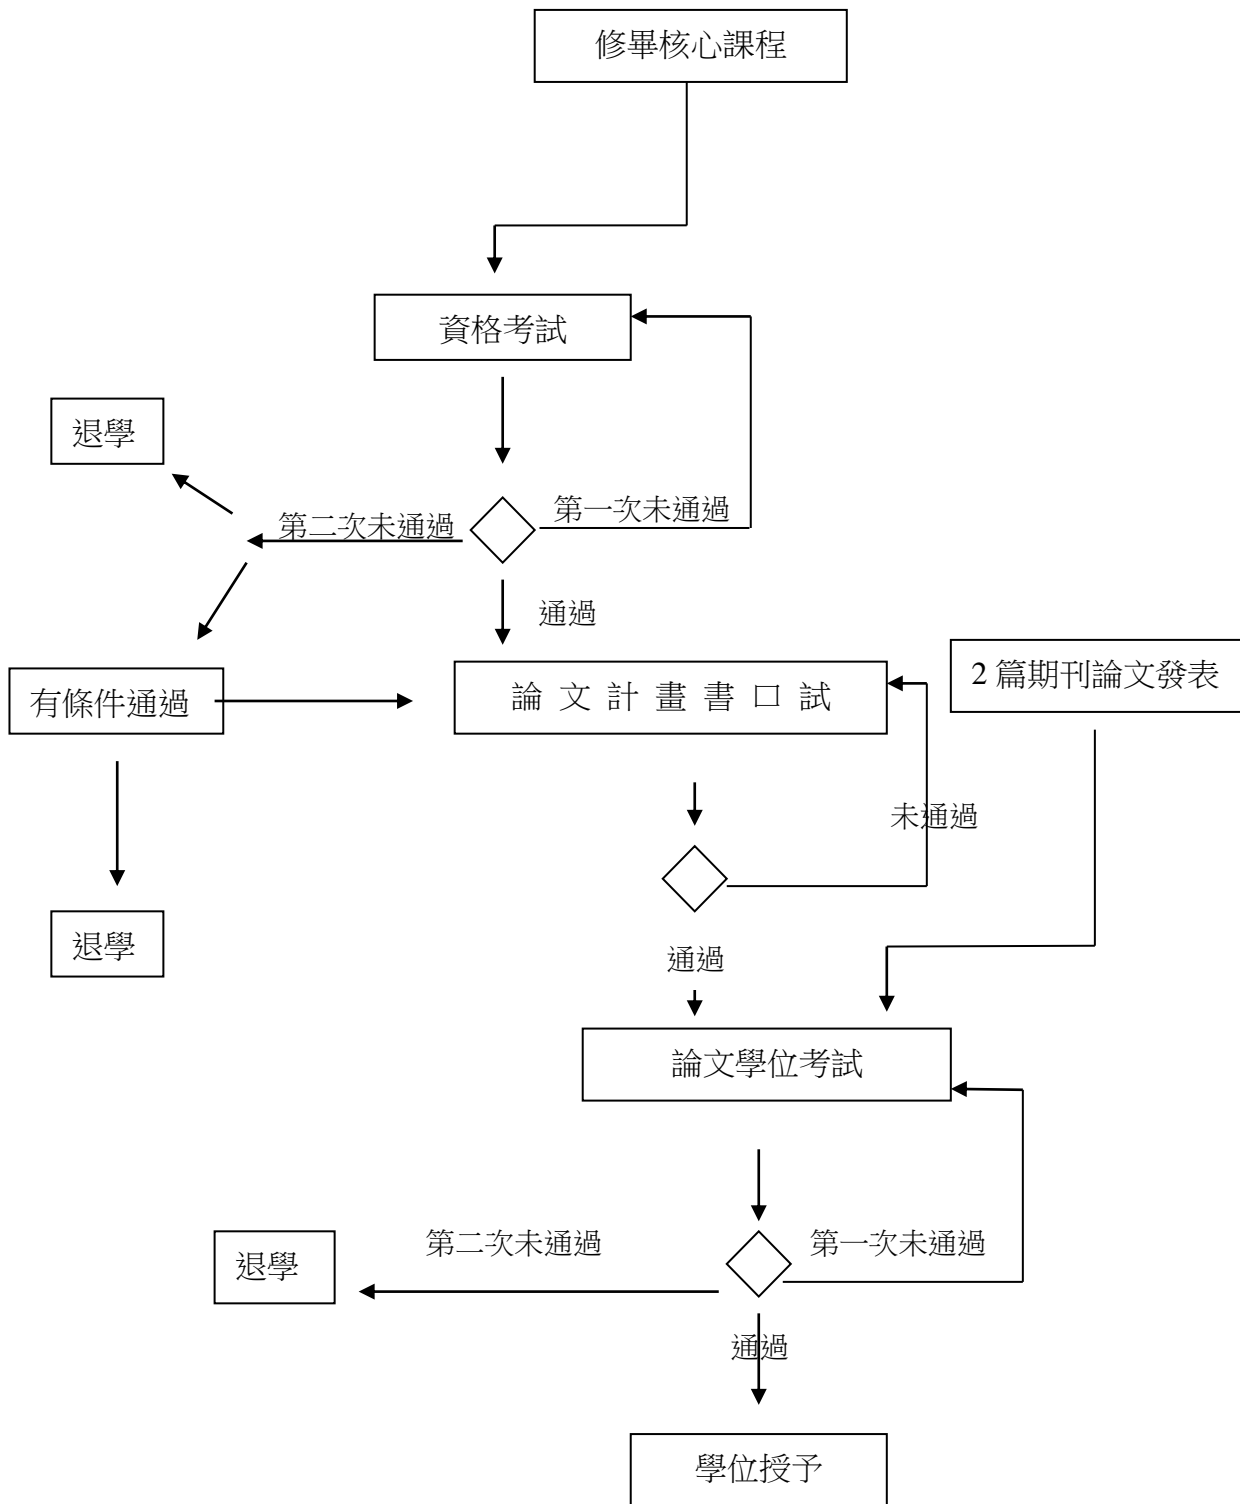 修畢核心課程
資格考試
退學
第一次未通過
第二次未通過
通過
有條件通過
論文計畫書口試
2 篇期刊論文發表
未通過
退學
通過
論文學位考試
第二次未通過
第一次未通過
退學
通過
學位授予